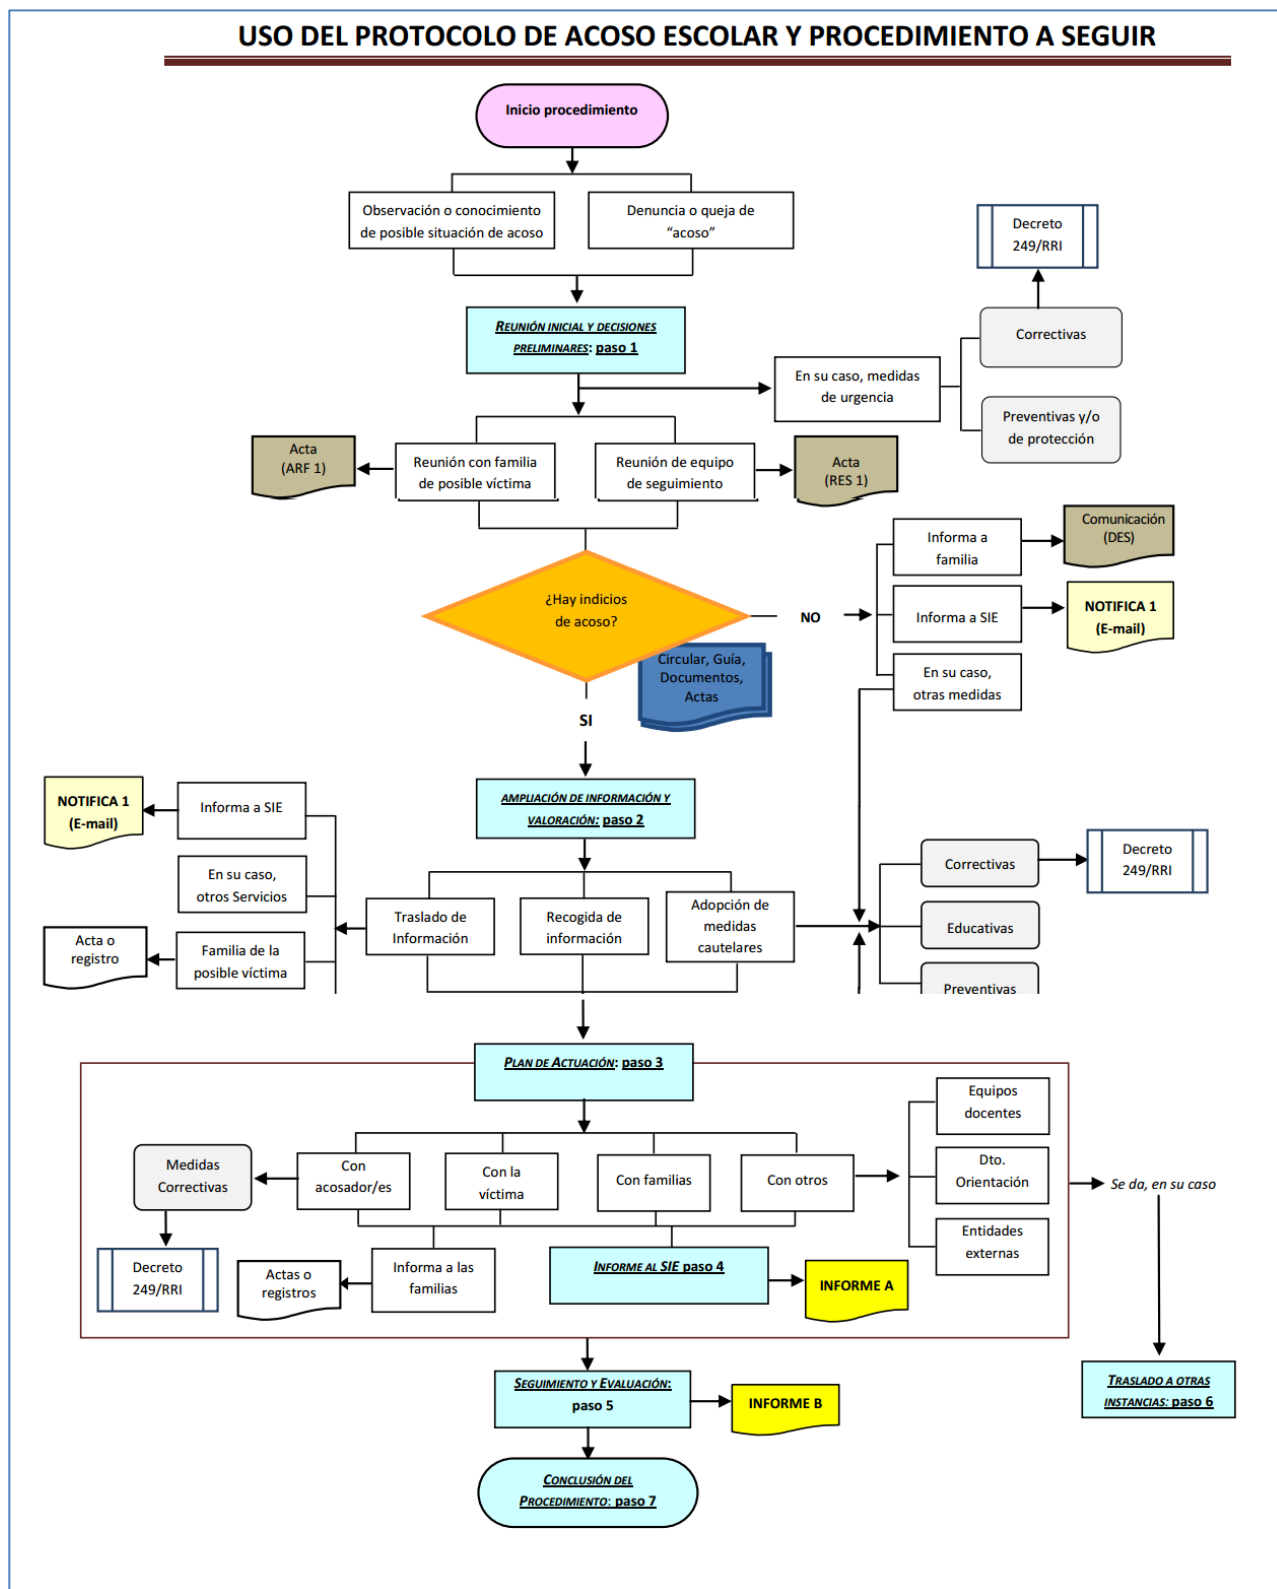 USO DEL PROTOCOLO DE ACOSO ESCOLAR Y PROCEDIMIENTO A SEGUIR
Inicio procedimiento
Observación o conocimiento
de posible situación de acoso
Denuncia o queja de
“acoso”
Decreto
249/RRI
REUNIÓN INICIAL Y DECISIONES
PRELIMINARES: paso 1
Correctivas
En su caso, medidas
de urgencia
Preventivas y/o
de protección
Acta
(ARF 1)
Reunión con familia
de posible víctima
Reunión de equipo
de seguimiento
Acta
(RES 1)
Informa a
familia
Comunicación
(DES)
¿Hay indicios
de acoso?
NO
Informa a SIE
NOTIFICA 1
(E-mail)
Circular, Guía,
Documentos,
Actas
En su caso,
otras medidas
SI
NOTIFICA 1
(E-mail)
Informa a SIE
AMPLIACIÓN DE INFORMACIÓN Y
VALORACIÓN: paso 2
Correctivas
Decreto
249/RRI
En su caso,
otros Servicios
Traslado de
Información
Recogida de
información
Adopción de
medidas
cautelares
Educativas
Acta o
registro
Familia de la
posible víctima
Preventivas
PLAN DE ACTUACIÓN: paso 3
Equipos
docentes
Medidas
Correctivas
Con
acosador/es
Con la
víctima
Con familias
Con otros
Dto.
Orientación
Se da, en su caso
Entidades
externas
Decreto
249/RRI
Actas o
registros
Informa a las
familias
INFORME AL SIE paso 4
INFORME A
SEGUIMIENTO Y EVALUACIÓN:
paso 5
INFORME B
TRASLADO A OTRAS
INSTANCIAS: paso 6
CONCLUSIÓN DEL
PROCEDIMIENTO: paso 7